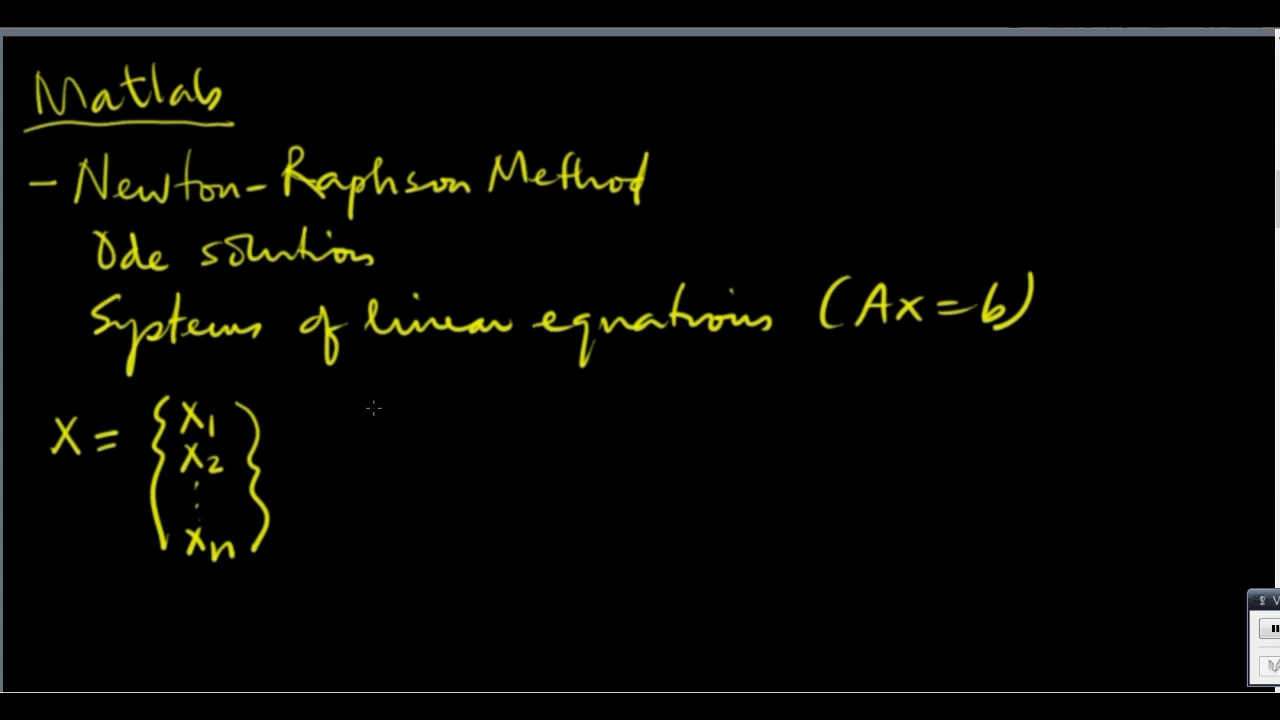 Matlab
- Newton-Raphson Method
Ode solution
Systems of linear equations (Ax=b)
X = { x1
x2
⋮
xn }